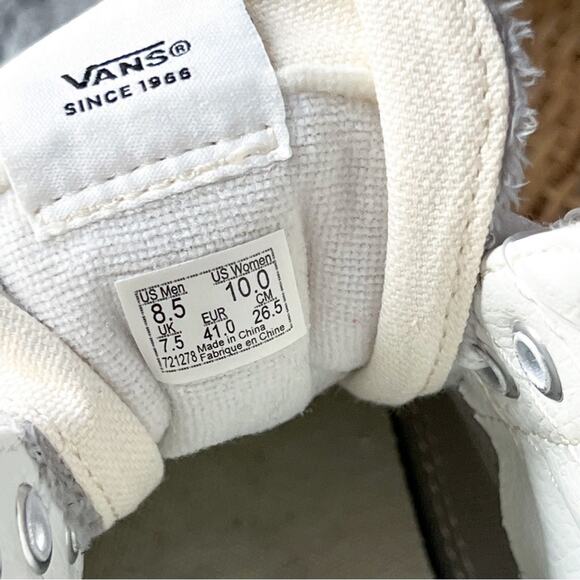 VANS®
SINCE 1966
US Men US Women
8.5 10.0
UK EUR CM
7.5 41.0 26.5
721278 Made in China
Fabrique en Chine